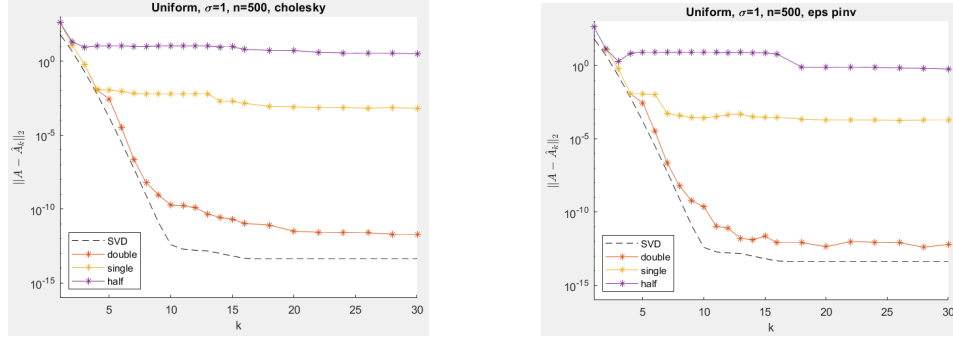 Uniform, σ=1, n=500, cholesky
10^0
10^-5
10^-10
10^-15
‖A − Â_k‖_2
SVD
double
single
half
5
10
15
20
25
30
k
Uniform, σ=1, n=500, eps pinv
10^0
10^-5
10^-10
10^-15
‖A − Â_k‖_2
SVD
double
single
half
5
10
15
20
25
30
k